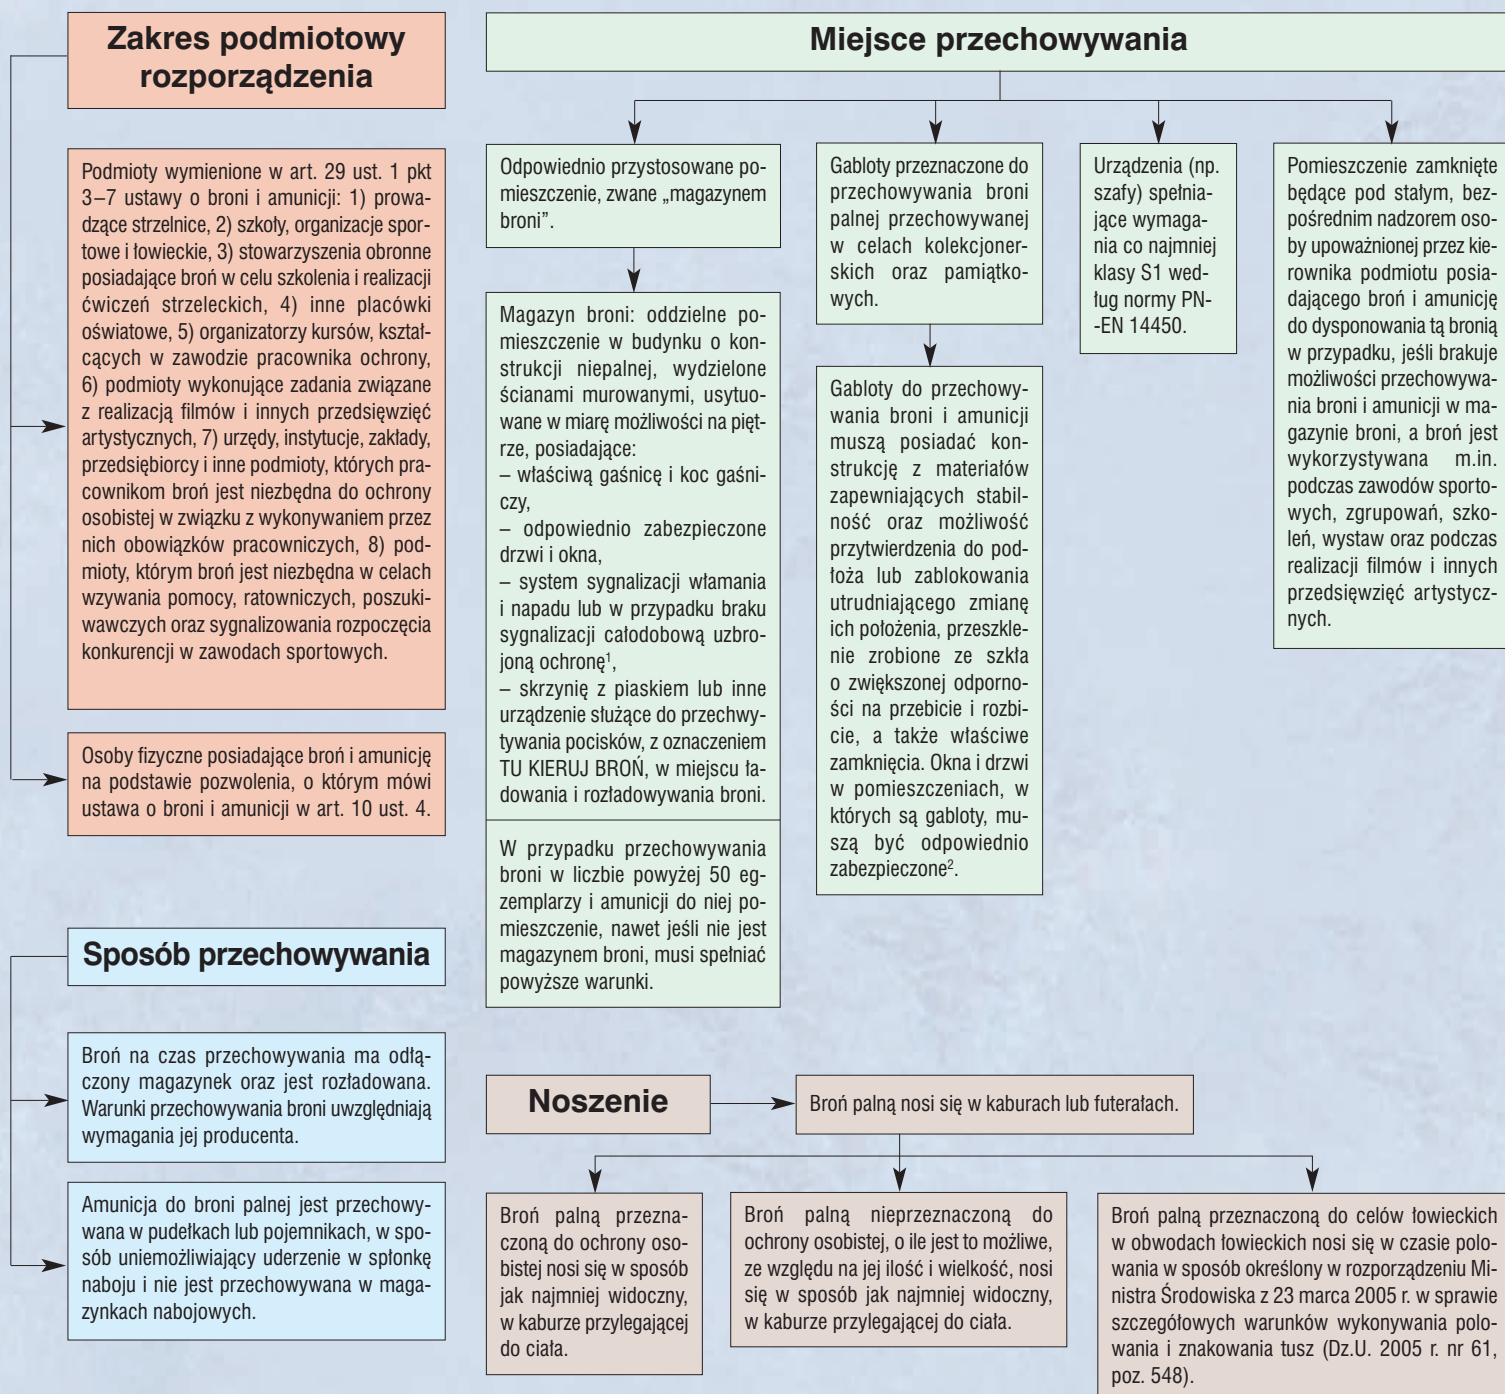 Zakres podmiotowy
rozporządzenia
Podmioty wymienione w art. 29 ust. 1 pkt
3–7 ustawy o broni i amunicji: 1) prowa-
dzące strzelnice, 2) szkoły, organizacje spor-
towe i łowieckie, 3) stowarzyszenia obronne
posiadające broń w celu szkolenia i realizacji
ćwiczeń strzeleckich, 4) inne placówki
oświatowe, 5) organizatorzy kursów, kształ-
cących w zawodzie pracownika ochrony,
6) podmioty wykonujące zadania związane
z realizacją filmów i innych przedsięwzięć
artystycznych, 7) urzędy, instytucje, zakłady,
przedsiębiorcy i inne podmioty, których pra-
cownikom broń jest niezbędna do ochrony
osobistej w związku z wykonywaniem przez
nich obowiązków pracowniczych, 8) pod-
mioty, którym broń jest niezbędna w celach
wzywania pomocy, ratowniczych, poszuki-
wawczych oraz sygnalizowania rozpoczęcia
konkurencji w zawodach sportowych.
Osoby fizyczne posiadające broń i amunicję
na podstawie pozwolenia, o którym mówi
ustawa o broni i amunicji w art. 10 ust. 4.
Sposób przechowywania
Broń na czas przechowywania ma odłą-
czony magazynek oraz jest rozładowana.
Warunki przechowywania broni uwzględniają
wymagania jej producenta.
Amunicja do broni palnej jest przechowy-
wana w pudełkach lub pojemnikach, w spo-
sób uniemożliwiający uderzenie w spłonkę
naboju i nie jest przechowywana w maga-
zynkach nabojowych.
Miejsce przechowywania
Odpowiednio przystosowane po-
mieszczenie, zwane „magazynem
broni”.
Magazyn broni: oddzielne po-
mieszczenie w budynku o kon-
strukcji niepalnej, wydzielone
ścianami murowanymi, usytuo-
wane w miarę możliwości na pięt-
rze, posiadające:
– właściwą gaśnicę i koc gaśni-
czy,
– odpowiednio zabezpieczone
drzwi i okna,
– system sygnalizacji włamania
i napadu lub w przypadku braku
sygnalizacji całodobową uzbro-
joną ochronę¹,
– skrzynię z piaskiem lub inne
urządzenie służące do przechwy-
tywania pocisków, z oznaczeniem
TU KIERUJ BROŃ, w miejscu ła-
dowania i rozładowywania broni.
W przypadku przechowywania
broni w liczbie powyżej 50 eg-
zemplarzy i amunicji do niej po-
mieszczenie, nawet jeśli nie jest
magazynem broni, musi spełniać
powyższe warunki.
Gabloty przeznaczone do
przechowywania broni
palnej przechowywanej
w celach kolekcjoner-
skich oraz pamiątko-
wych.
Gabloty do przechowy-
wania broni i amunicji
muszą posiadać kon-
strukcję z materiałów
zapewniających stabil-
ność oraz możliwość
przytwierdzenia do pod-
łoża lub zablokowania
utrudniającego zmianę
ich położenia, przeszkle-
nie zrobione ze szkła
o zwiększonej odporno-
ści na przebicie i rozbi-
cie, a także właściwe
zamknięcia. Okna i drzwi
w pomieszczeniach, w
których są gabloty, mu-
szą być odpowiednio
zabezpieczone².
Urządzenia (np.
szafy) spełnia-
jące wymaga-
nia co najmniej
klasy S1 wed-
ług normy PN-
-EN 14450.
Pomieszczenie zamknięte
będące pod stałym, bez-
pośrednim nadzorem oso-
by upoważnionej przez kie-
rownika podmiotu posia-
dającego broń i amunicję
do dysponowania tą bronią
w przypadku, jeśli brakuje
możliwości przechowywa-
nia broni i amunicji w ma-
gazynie broni, a broń jest
wykorzystywana m.in.
podczas zawodów sporto-
wych, zgrupowań, szko-
leń, wystaw oraz podczas
realizacji filmów i innych
przedsięwzięć artystycz-
nych.
Noszenie
Broń palną nosi się w kaburach lub futerałach.
Broń palną przezna-
czoną do ochrony oso-
bistej nosi się w sposób
jak najmniej widoczny,
w kaburze przylegającej
do ciała.
Broń palną nieprzeznaczoną do
ochrony osobistej, o ile jest to możliwe,
ze względu na jej ilość i wielkość, nosi
się w sposób jak najmniej widoczny,
w kaburze przylegającej do ciała.
Broń palną przeznaczoną do celów łowieckich
w obwodach łowieckich nosi się w czasie polo-
wania w sposób określony w rozporządzeniu Mi-
nistra Środowiska z 23 marca 2005 r. w sprawie
szczegółowych warunków wykonywania polo-
wania i znakowania tusz (Dz.U. 2005 r. nr 61,
poz. 548).